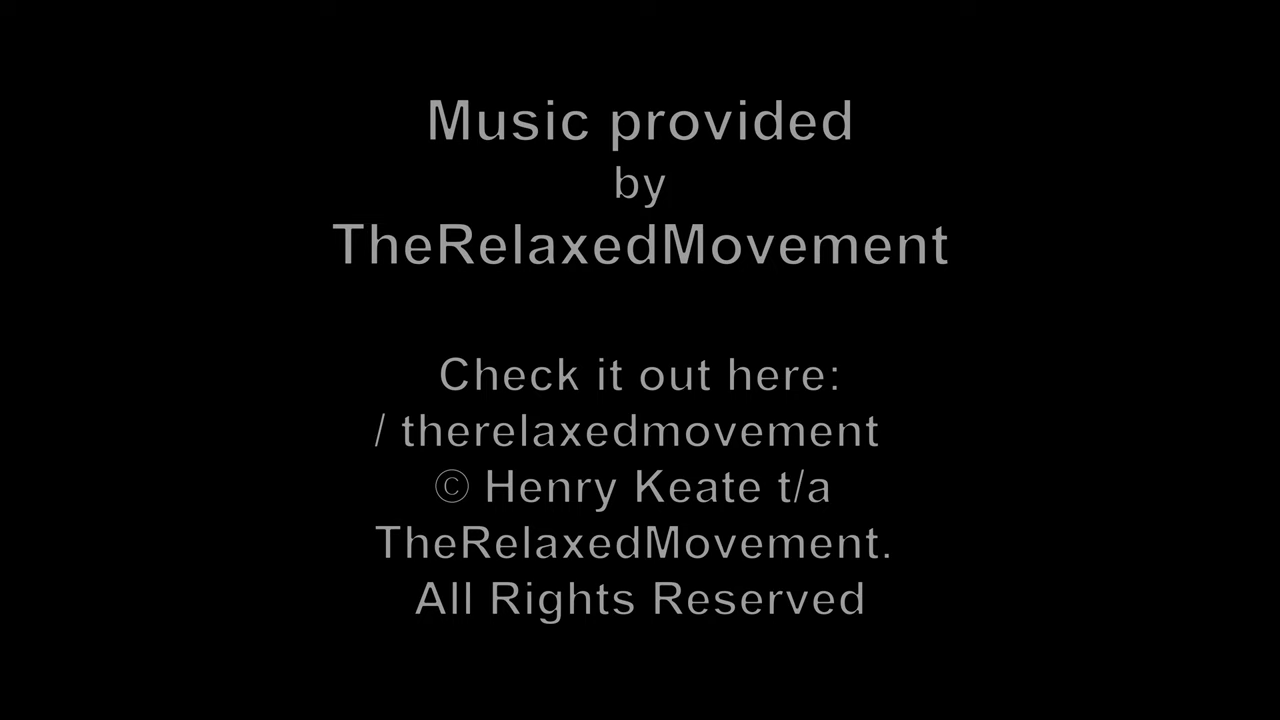 Music provided
by
TheRelaxedMovement
Check it out here:
/ therelaxedmovement
© Henry Keate t/a
TheRelaxedMovement.
All Rights Reserved